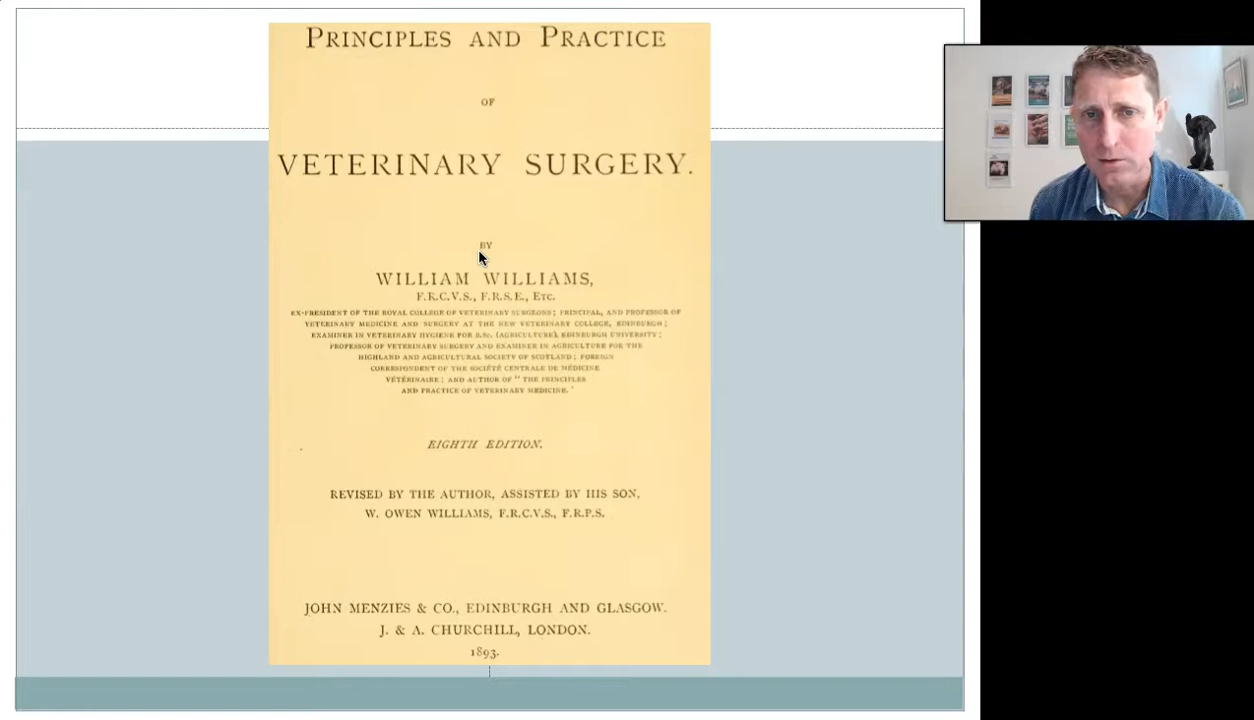 PRINCIPLES AND PRACTICE
OF
VETERINARY SURGERY.
BY
WILLIAM WILLIAMS,
F.R.C.V.S., F.R.S.E., ETC.
EX-PRESIDENT OF THE ROYAL COLLEGE OF VETERINARY SURGEONS; PRINCIPAL, AND PROFESSOR OF
VETERINARY MEDICINE AND SURGERY AT THE NEW VETERINARY COLLEGE, EDINBURGH;
EXAMINER IN VETERINARY HYGIENE FOR B.Sc. (AGRICULTURE), EDINBURGH UNIVERSITY;
PROFESSOR OF VETERINARY SURGERY AND EXAMINER IN AGRICULTURE FOR THE
HIGHLAND AND AGRICULTURAL SOCIETY OF SCOTLAND; FOREIGN
CORRESPONDENT OF THE SOCIÉTÉ CENTRALE DE MÉDICINE
VÉTÉRINAIRE; AND AUTHOR OF "THE PRINCIPLES
AND PRACTICE OF VETERINARY MEDICINE.'
EIGHTH EDITION.
REVISED BY THE AUTHOR, ASSISTED BY HIS SON,
W. OWEN WILLIAMS, F.R.C.V.S., F.R.P.S.
JOHN MENZIES & CO., EDINBURGH AND GLASGOW.
J. & A. CHURCHILL, LONDON.
1893.